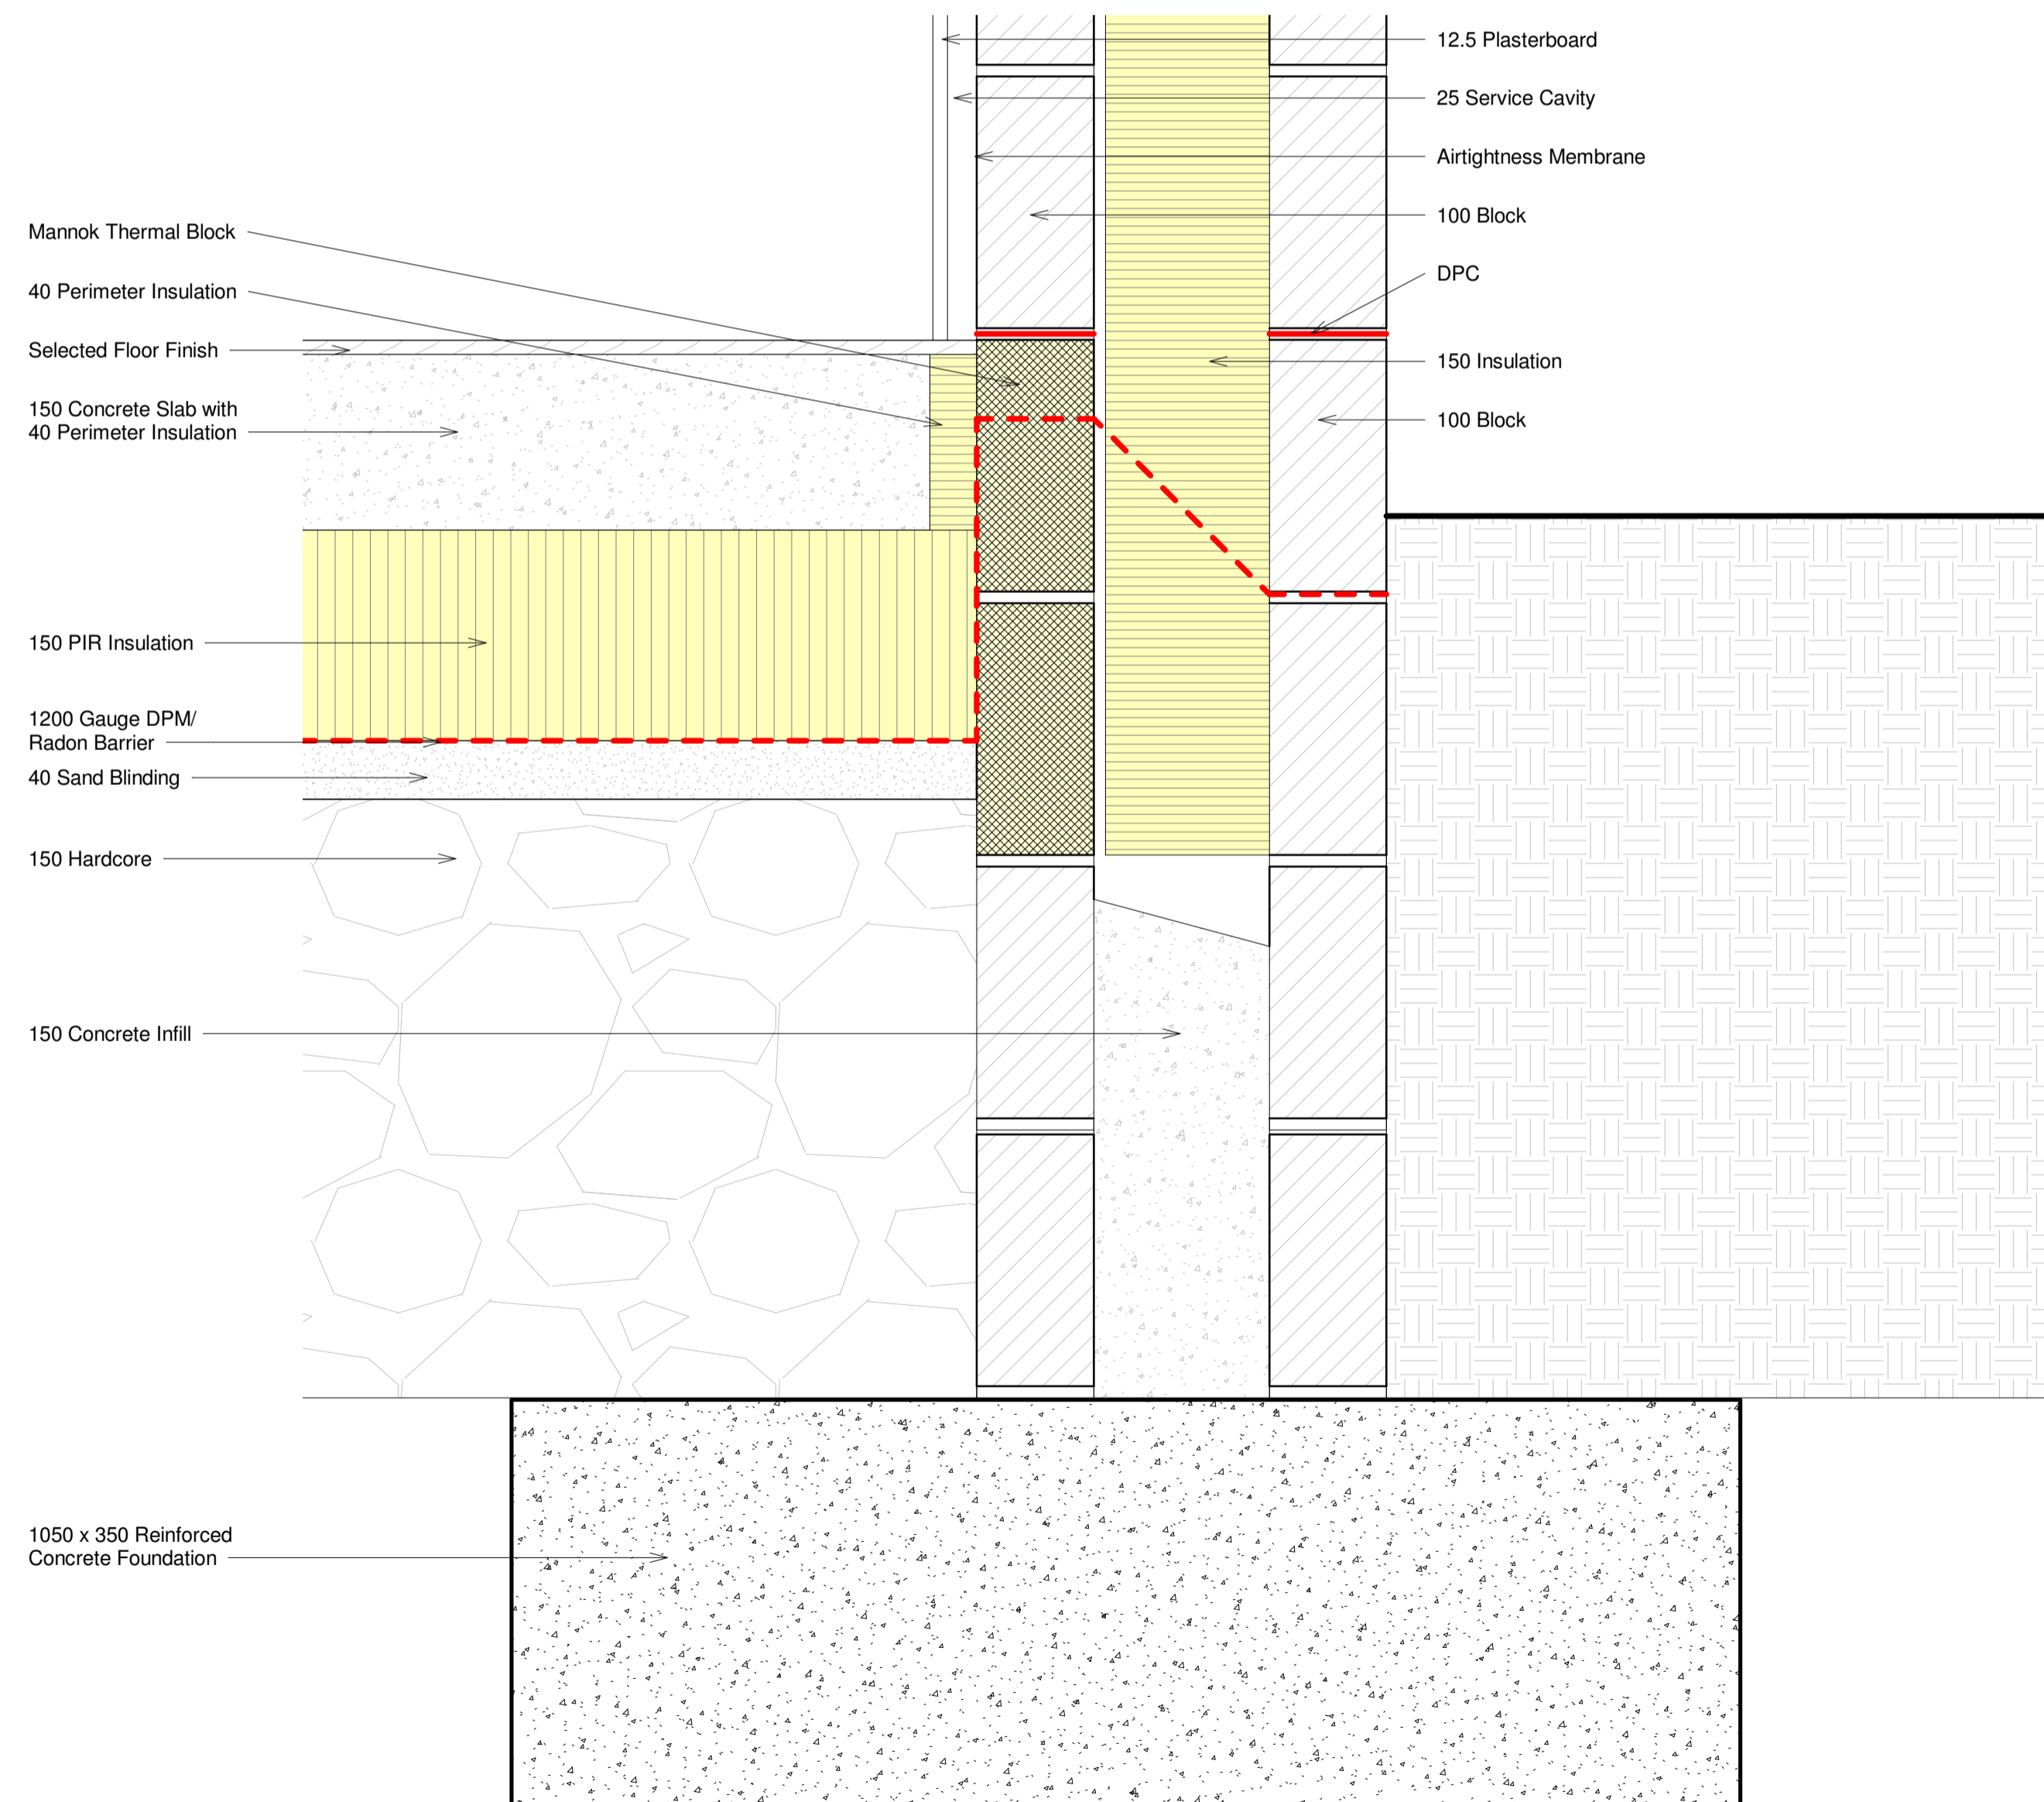 12.5 Plasterboard
25 Service Cavity
Airtightness Membrane
100 Block
DPC
150 Insulation
100 Block
Mannok Thermal Block
40 Perimeter Insulation
Selected Floor Finish
150 Concrete Slab with
40 Perimeter Insulation
150 PIR Insulation
1200 Gauge DPM/
Radon Barrier
40 Sand Blinding
150 Hardcore
150 Concrete Infill
1050 x 350 Reinforced
Concrete Foundation